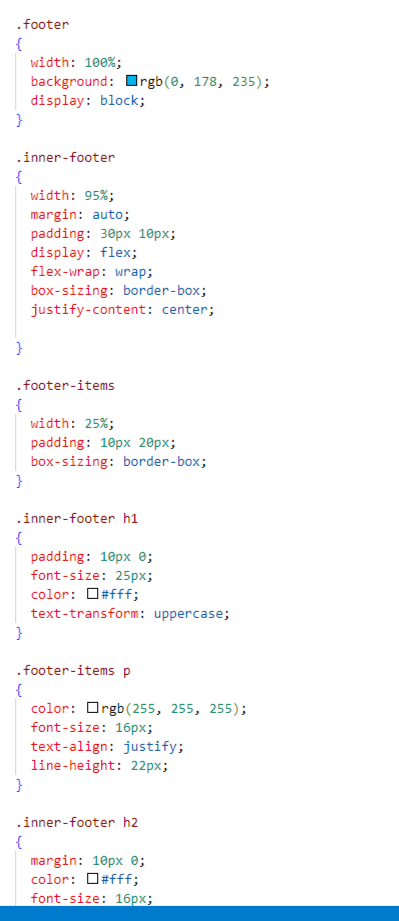 .footer
{
  width: 100%;
  background: rgb(0, 178, 235);
  display: block;
}

.inner-footer
{
  width: 95%;
  margin: auto;
  padding: 30px 10px;
  display: flex;
  flex-wrap: wrap;
  box-sizing: border-box;
  justify-content: center;

}

.footer-items
{
  width: 25%;
  padding: 10px 20px;
  box-sizing: border-box;
}

.inner-footer h1
{
  padding: 10px 0;
  font-size: 25px;
  color: #fff;
  text-transform: uppercase;
}

.footer-items p
{
  color: rgb(255, 255, 255);
  font-size: 16px;
  text-align: justify;
  line-height: 22px;
}

.inner-footer h2
{
  margin: 10px 0;
  color: #fff;
  font-size: 16px;